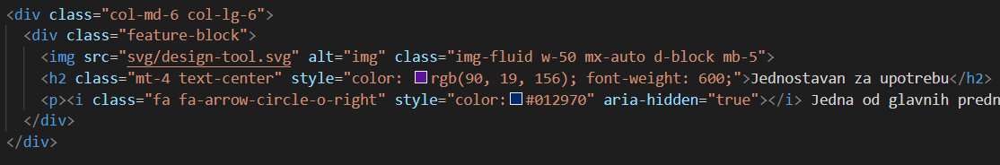 <div class="col-md-6 col-lg-6">
<div class="feature-block">
<img src="svg/design-tool.svg" alt="img" class="img-fluid w-50 mx-auto d-block mb-5">
<h2 class="mt-4 text-center" style="color: rgb(90, 19, 156); font-weight: 600;">Jednostavan za upotrebu</h2>
<p><i class="fa fa-arrow-circle-o-right" style="color:#012970" aria-hidden="true"></i> Jedna od glavnih predn
</div>
</div>